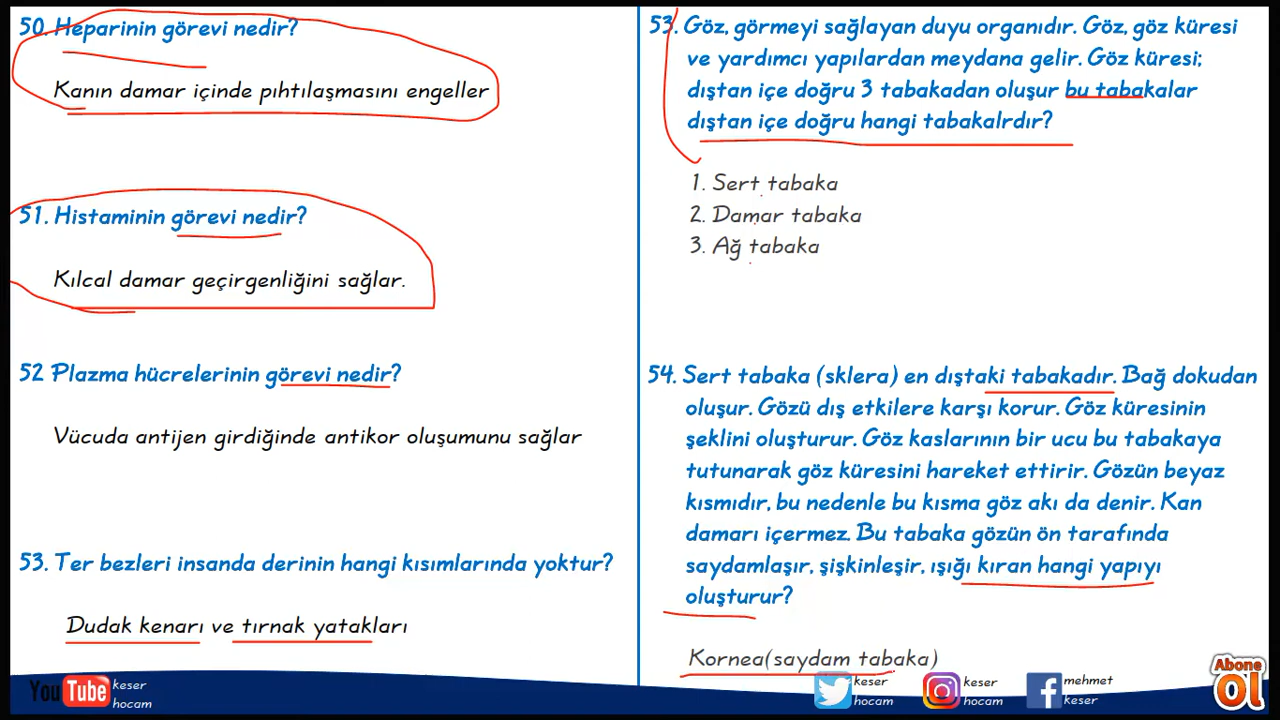 50. Heparinin görevi nedir?
Kanın damar içinde pıhtılaşmasını engeller
51. Histaminin görevi nedir?
Kılcal damar geçirgenliğini sağlar.
52 Plazma hücrelerinin görevi nedir?
Vücuda antijen girdiğinde antikor oluşumunu sağlar
53. Ter bezleri insanda derinin hangi kısımlarında yoktur?
Dudak kenarı ve tırnak yatakları
53. Göz, görmeyi sağlayan duyu organıdır. Göz, göz küresi
ve yardımcı yapılardan meydana gelir. Göz küresi;
dıştan içe doğru 3 tabakadan oluşur bu tabakalar
dıştan içe doğru hangi tabakalrdır?
1. Sert tabaka
2. Damar tabaka
3. Ağ tabaka
54. Sert tabaka (sklera) en dıştaki tabakadır. Bağ dokudan
oluşur. Gözü dış etkilere karşı korur. Göz küresinin
şeklini oluşturur. Göz kaslarının bir ucu bu tabakaya
tutunarak göz küresini hareket ettirir. Gözün beyaz
kısmıdır, bu nedenle bu kısma göz akı da denir. Kan
damarı içermez. Bu tabaka gözün ön tarafında
saydamlaşır, şişkinleşir, ışığı kıran hangi yapıyı
oluşturur?
Kornea(saydam tabaka)
YouTube keser
hocam
keser
hocam
keser
hocam
mehmet
keser
Abone
OL